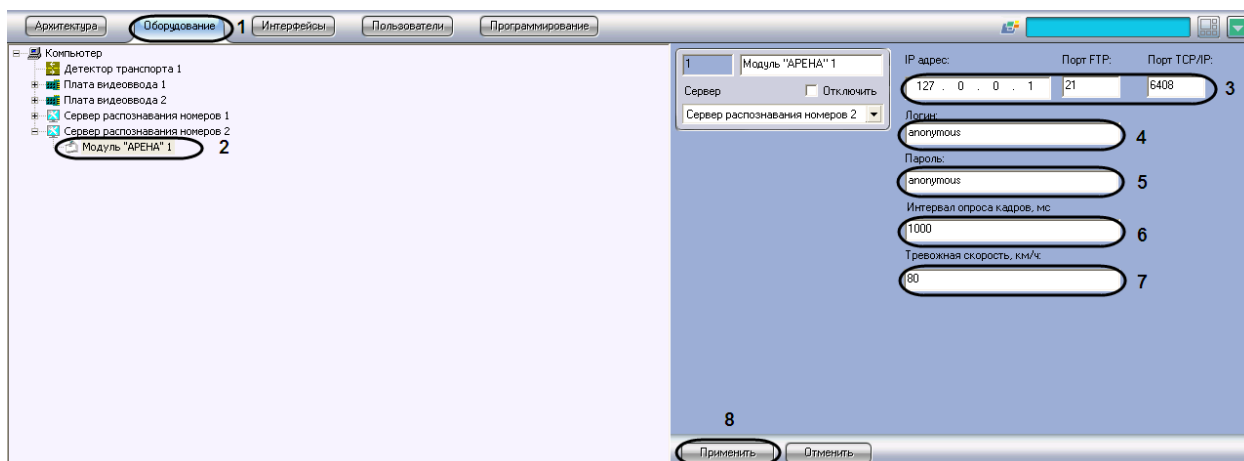 Архитектура Оборудование 1 Интерфейсы Пользователи Программирование
Компьютер
Детектор транспорта 1
Плата видеоввода 1
Плата видеоввода 2
Сервер распознавания номеров 1
Сервер распознавания номеров 2
Модуль "АРЕНА" 1 2
1 Модуль "АРЕНА" 1
Сервер Отключить
Сервер распознавания номеров 2
IP адрес: Порт FTP: Порт TCP/IP:
127 . 0 . 0 . 1 21 6408 3
Логин:
anonymous 4
Пароль:
anonymous 5
Интервал опроса кадров, мс
1000 6
Тревожная скорость, км/ч:
80 7
8
Применить Отменить